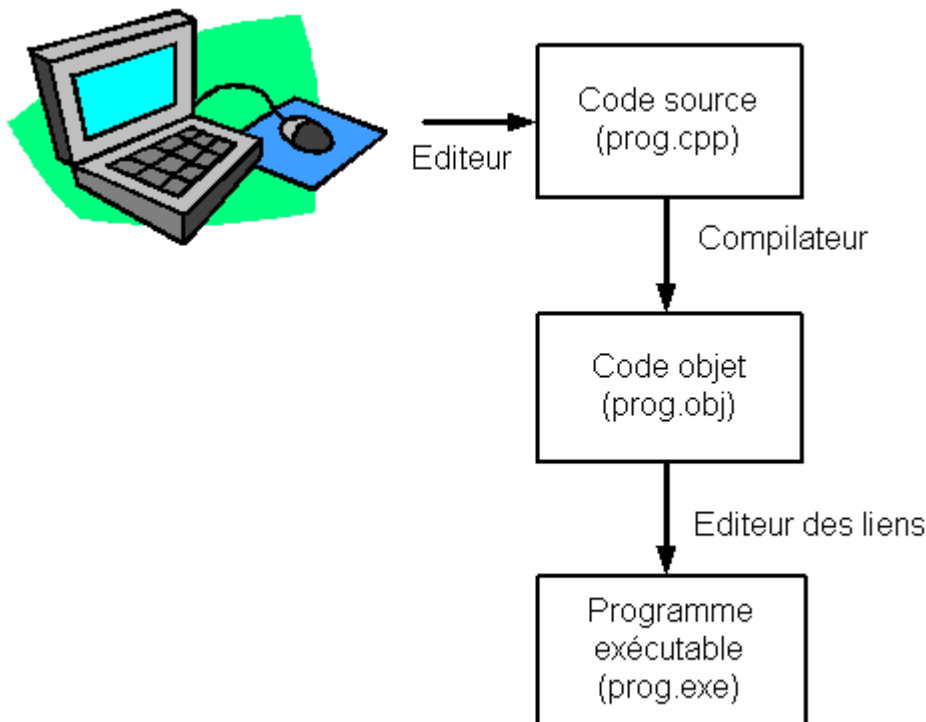 Code source
(prog.cpp)
Editeur
Compilateur
Code objet
(prog.obj)
Editeur des liens
Programme
exécutable
(prog.exe)